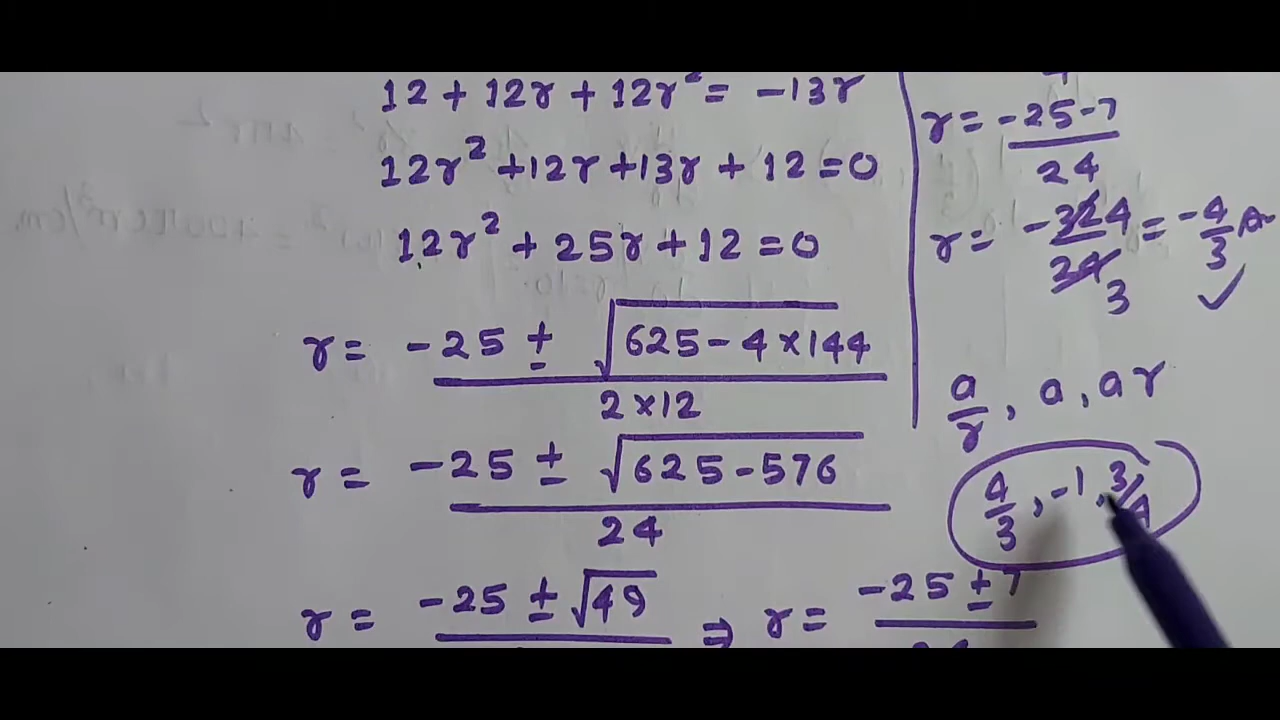 12 + 12r + 12r² = -13r
12r² + 12r + 13r + 12 = 0
12r² + 25r + 12 = 0
r = (-25 ± √(625 - 4 × 144)) / (2 × 12)
r = (-25 ± √(625 - 576)) / 24
r = -25 ± √49
⇒ r = -25 ± 7
r = (-25 - 7) / 24
r = -32 4 / 24 3 = -4/3 A
✓
a/r, a, ar
4/3, -1, 3/4